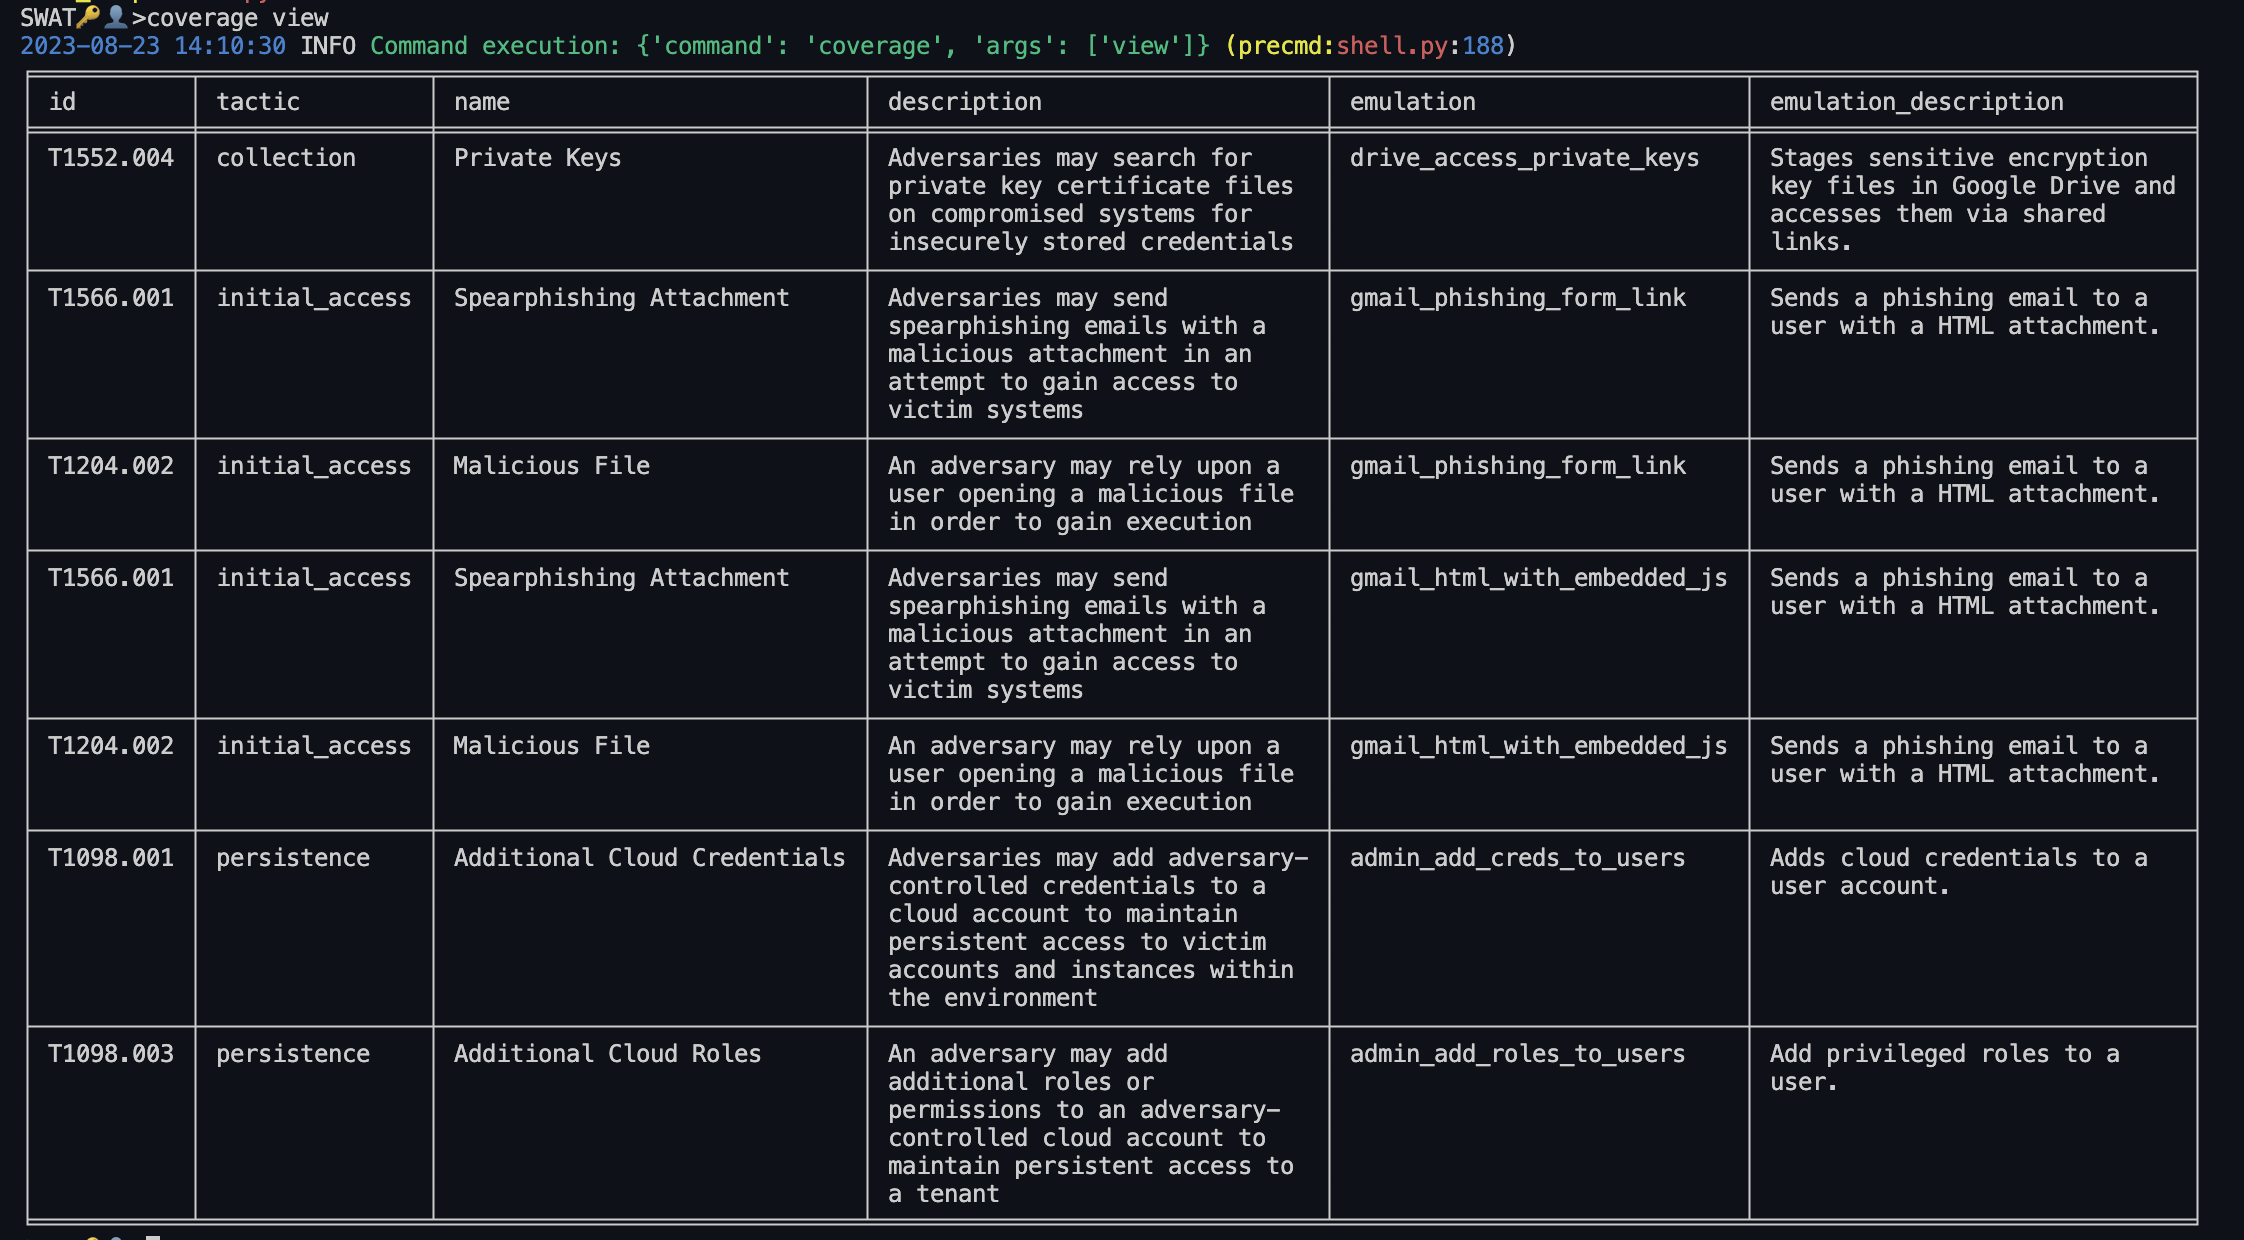 SWAT🔑👤>coverage view
2023-08-23 14:10:30 INFO Command execution: {'command': 'coverage', 'args': ['view']} (precmd:shell.py:188)
id tactic name description emulation emulation_description
T1552.004 collection Private Keys Adversaries may search for drive_access_private_keys Stages sensitive encryption
private key certificate files key files in Google Drive and
on compromised systems for accesses them via shared
insecurely stored credentials links.
T1566.001 initial_access Spearphishing Attachment Adversaries may send gmail_phishing_form_link Sends a phishing email to a
spearphishing emails with a user with a HTML attachment.
malicious attachment in an
attempt to gain access to
victim systems
T1204.002 initial_access Malicious File An adversary may rely upon a gmail_phishing_form_link Sends a phishing email to a
user opening a malicious file user with a HTML attachment.
in order to gain execution
T1566.001 initial_access Spearphishing Attachment Adversaries may send gmail_html_with_embedded_js Sends a phishing email to a
spearphishing emails with a user with a HTML attachment.
malicious attachment in an
attempt to gain access to
victim systems
T1204.002 initial_access Malicious File An adversary may rely upon a gmail_html_with_embedded_js Sends a phishing email to a
user opening a malicious file user with a HTML attachment.
in order to gain execution
T1098.001 persistence Additional Cloud Credentials Adversaries may add adversary- admin_add_creds_to_users Adds cloud credentials to a
controlled credentials to a user account.
cloud account to maintain
persistent access to victim
accounts and instances within
the environment
T1098.003 persistence Additional Cloud Roles An adversary may add admin_add_roles_to_users Add privileged roles to a
additional roles or user.
permissions to an adversary-
controlled cloud account to
maintain persistent access to
a tenant